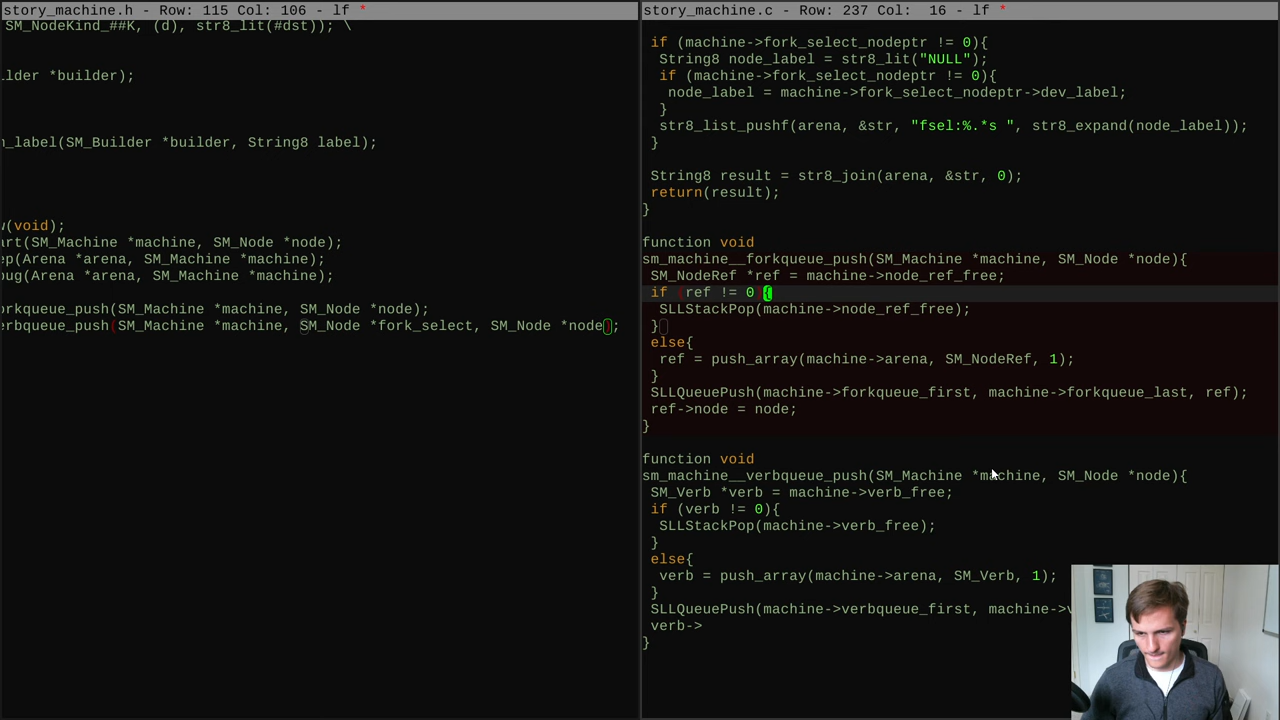 story_machine.h - Row: 115 Col: 106 - lf *
SM_NodeKind_##K, (d), str8_lit(#dst)); \
ilder *builder);
n_label(SM_Builder *builder, String8 label);
w(void);
art(SM_Machine *machine, SM_Node *node);
ep(Arena *arena, SM_Machine *machine);
oug(Arena *arena, SM_Machine *machine);
orkqueue_push(SM_Machine *machine, SM_Node *node);
erbqueue_push(SM_Machine *machine, SM_Node *fork_select, SM_Node *node);
story_machine.c - Row: 237 Col:  16 - lf *
if (machine->fork_select_nodeptr != 0){
String8 node_label = str8_lit("NULL");
if (machine->fork_select_nodeptr != 0){
node_label = machine->fork_select_nodeptr->dev_label;
}
str8_list_pushf(arena, &str, "fsel:%.*s ", str8_expand(node_label));
}
String8 result = str8_join(arena, &str, 0);
return(result);
}
function void
sm_machine__forkqueue_push(SM_Machine *machine, SM_Node *node){
SM_NodeRef *ref = machine->node_ref_free;
if (ref != 0){
SLLStackPop(machine->node_ref_free);
}
else{
ref = push_array(machine->arena, SM_NodeRef, 1);
}
SLLQueuePush(machine->forkqueue_first, machine->forkqueue_last, ref);
ref->node = node;
}
function void
sm_machine__verbqueue_push(SM_Machine *machine, SM_Node *node){
SM_Verb *verb = machine->verb_free;
if (verb != 0){
SLLStackPop(machine->verb_free);
}
else{
verb = push_array(machine->arena, SM_Verb, 1);
}
SLLQueuePush(machine->verbqueue_first, machine->v
verb->
}